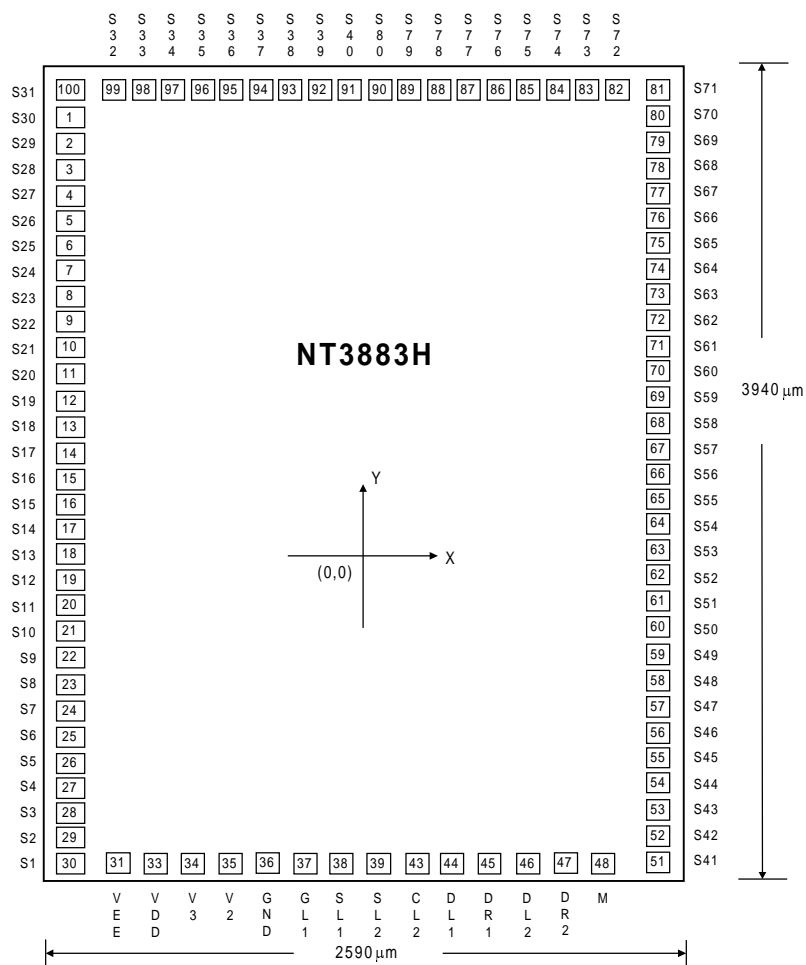 S32 S33 S34 S35 S36 S37 S38 S39 S40 S80 S79 S78 S77 S76 S75 S74 S73 S72
S31 100 99 98 97 96 95 94 93 92 91 90 89 88 87 86 85 84 83 82 81 S71
S30 1 80 S70
S29 2 79 S69
S28 3 78 S68
S27 4 77 S67
S26 5 76 S66
S25 6 75 S65
S24 7 74 S64
S23 8 73 S63
S22 9 72 S62
S21 10 71 S61
NT3883H
S20 11 70 S60
S19 12 69 S59
3940 μm
S18 13 68 S58
S17 14 67 S57
S16 15 66 S56
Y
S15 16 65 S55
S14 17 64 S54
S13 18 63 S53
X
(0,0)
S12 19 62 S52
S11 20 61 S51
S10 21 60 S50
S9 22 59 S49
S8 23 58 S48
S7 24 57 S47
S6 25 56 S46
S5 26 55 S45
S4 27 54 S44
S3 28 53 S43
S2 29 52 S42
S1 30 31 33 34 35 36 37 38 39 43 44 45 46 47 48 51 S41
VEE VDD V3 V2 GND GL1 SL1 SL2 CL2 DL1 DR1 DL2 DR2 M
2590 μm